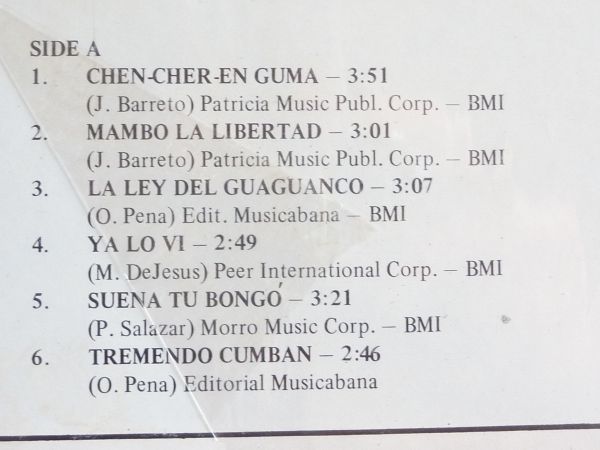 SIDE A
1. CHEN-CHER-EN GUMA – 3:51
(J. Barreto) Patricia Music Publ. Corp. – BMI
2. MAMBO LA LIBERTAD – 3:01
(J. Barreto) Patricia Music Publ. Corp. – BMI
3. LA LEY DEL GUAGUANCO – 3:07
(O. Pena) Edit. Musicabana – BMI
4. YA LO VI – 2:49
(M. DeJesus) Peer International Corp. – BMI
5. SUENA TU BONGÓ – 3:21
(P. Salazar) Morro Music Corp. – BMI
6. TREMENDO CUMBAN – 2:46
(O. Pena) Editorial Musicabana